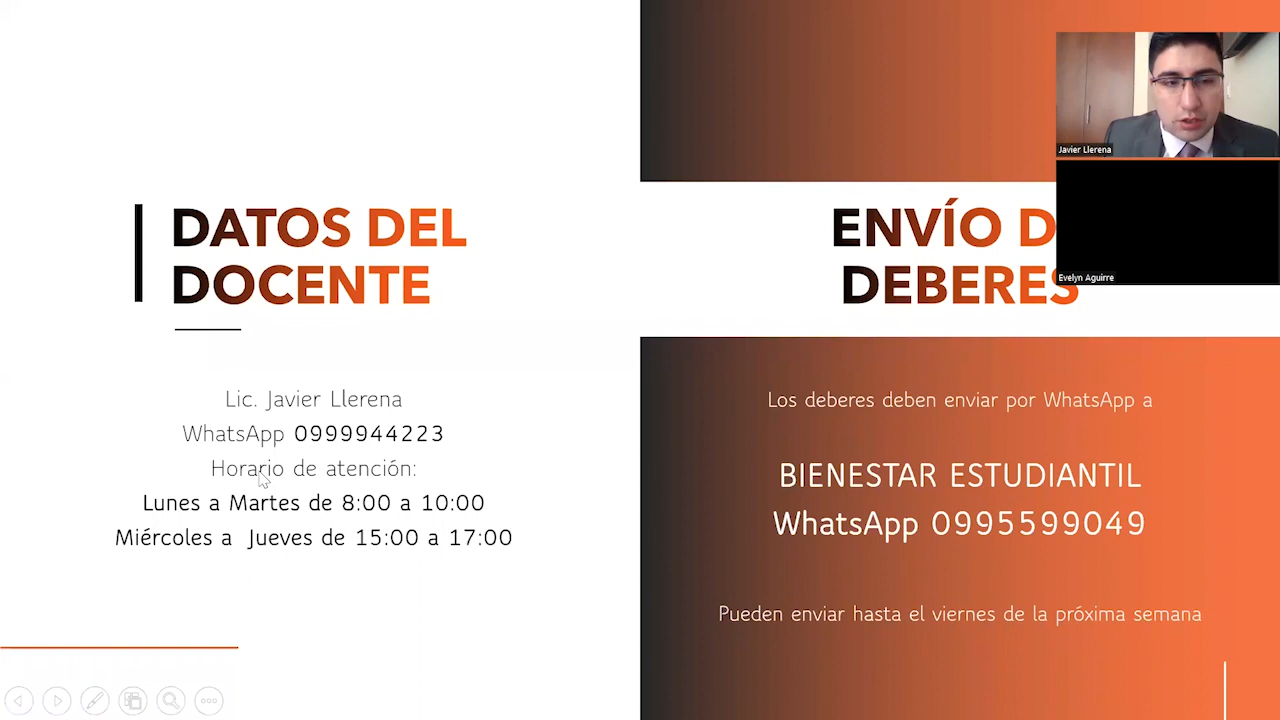 DATOS DEL
DOCENTE
Lic. Javier Llerena
WhatsApp 0999944223
Horario de atención:
Lunes a Martes de 8:00 a 10:00
Miércoles a Jueves de 15:00 a 17:00
ENVÍO D
DEBERES
Los deberes deben enviar por WhatsApp a
BIENESTAR ESTUDIANTIL
WhatsApp 0995599049
Pueden enviar hasta el viernes de la próxima semana
Javier Llerena
Evelyn Aguirre